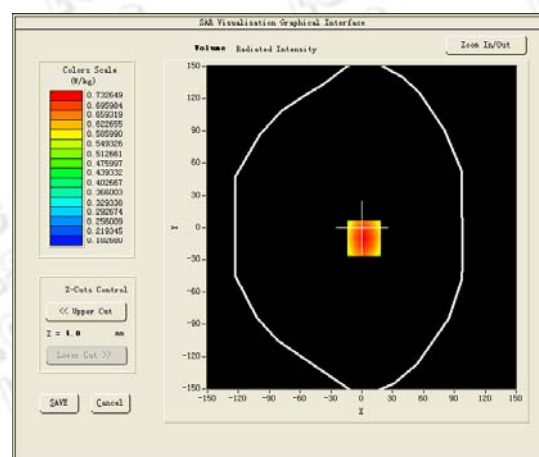 SAR Visualisation Graphical Interface
Volume Radiated Intensity
Zoom In/Out
Colors Scale
(W/kg)
0.732649
0.695984
0.659319
0.622655
0.585990
0.549326
0.512661
0.475997
0.439332
0.402667
0.366003
0.329338
0.292674
0.256009
0.219345
0.182680
150
120
90
60
30
0
-30
-60
-90
-120
-150
Y
-150 -120 -90 -60 -30 0 30 60 90 120 150
X
Z-Cuts Control
<< Upper Cut
Z = 4.0 mm
Lower Cut >>
SAVE Cancel